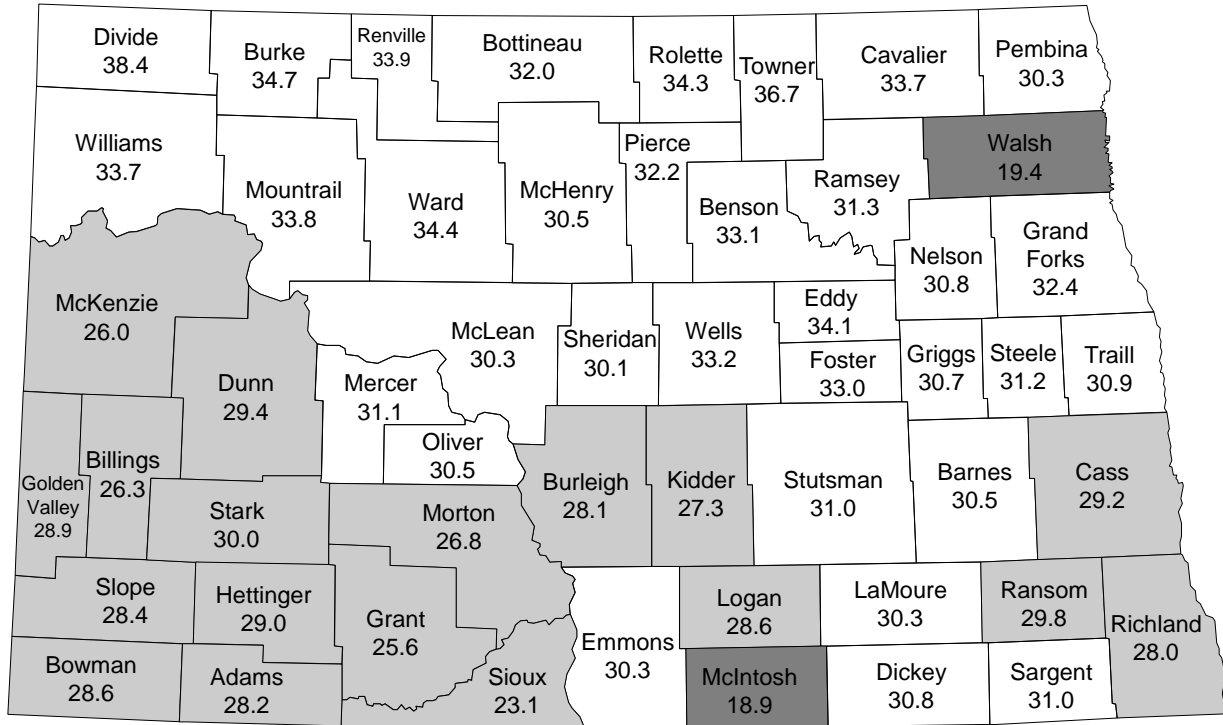 Divide
38.4
Burke
34.7
Renville
33.9
Bottineau
32.0
Rolette
34.3
Towner
36.7
Cavalier
33.7
Pembina
30.3
Williams
33.7
Mountrail
33.8
Ward
34.4
McHenry
30.5
Pierce
32.2
Benson
33.1
Ramsey
31.3
Walsh
19.4
Nelson
30.8
Grand
Forks
32.4
McKenzie
26.0
Dunn
29.4
Mercer
31.1
McLean
30.3
Sheridan
30.1
Wells
33.2
Eddy
34.1
Foster
33.0
Griggs
30.7
Steele
31.2
Traill
30.9
Golden
Valley
28.9
Billings
26.3
Stark
30.0
Oliver
30.5
Morton
26.8
Burleigh
28.1
Kidder
27.3
Stutsman
31.0
Barnes
30.5
Cass
29.2
Slope
28.4
Hettinger
29.0
Grant
25.6
Emmons
30.3
Logan
28.6
LaMoure
30.3
Ransom
29.8
Richland
28.0
Bowman
28.6
Adams
28.2
Sioux
23.1
McIntosh
18.9
Dickey
30.8
Sargent
31.0